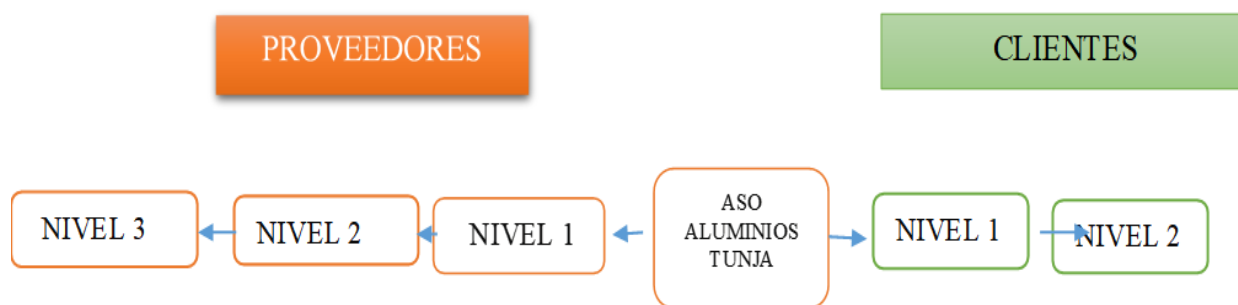 PROVEEDORES
CLIENTES
NIVEL 3
NIVEL 2
NIVEL 1
ASO
ALUMINIOS
TUNJA
NIVEL 1
NIVEL 2